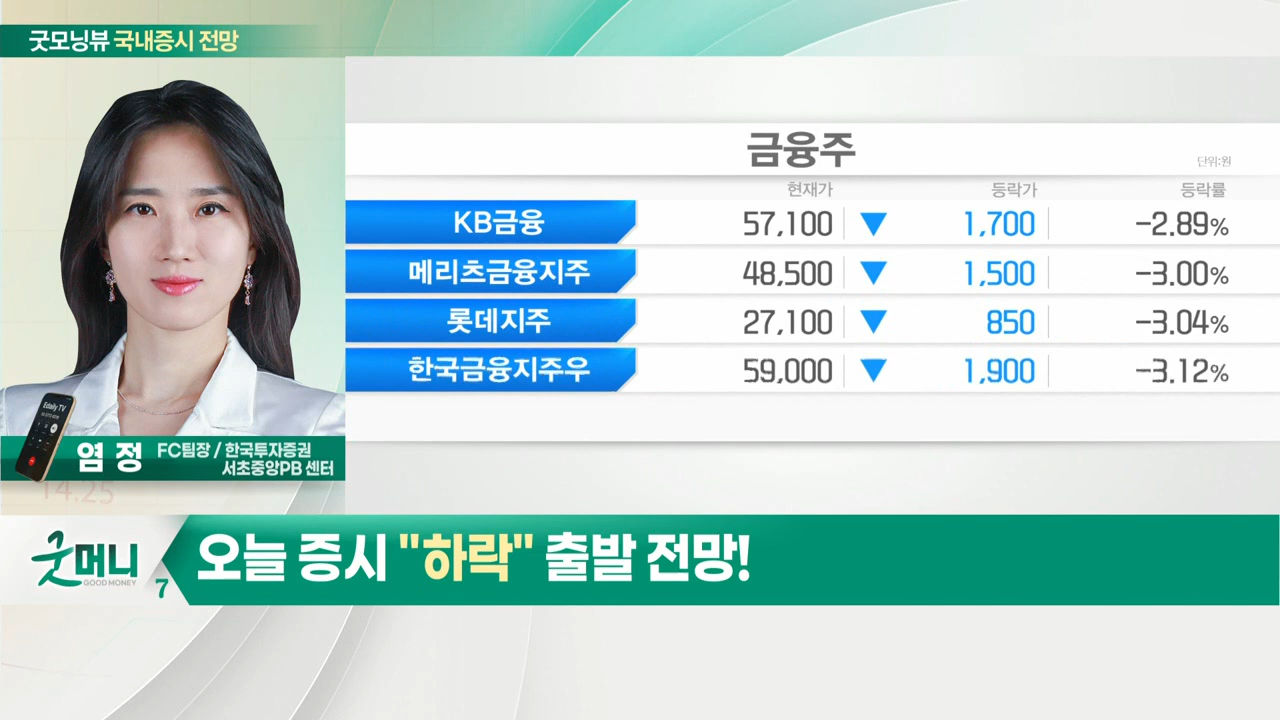 굿모닝뷰 국내증시 전망
금융주
단위:원
현재가 등락가 등락률
KB금융 57,100 ▼ 1,700 -2.89%
메리츠금융지주 48,500 ▼ 1,500 -3.00%
롯데지주 27,100 ▼ 850 -3.04%
한국금융지주우 59,000 ▼ 1,900 -3.12%
Edaily TV
염 정 FC팀장 / 한국투자증권
서초중앙PB 센터
14.25
굿머니
GOOD MONEY
7
오늘 증시 "하락" 출발 전망!